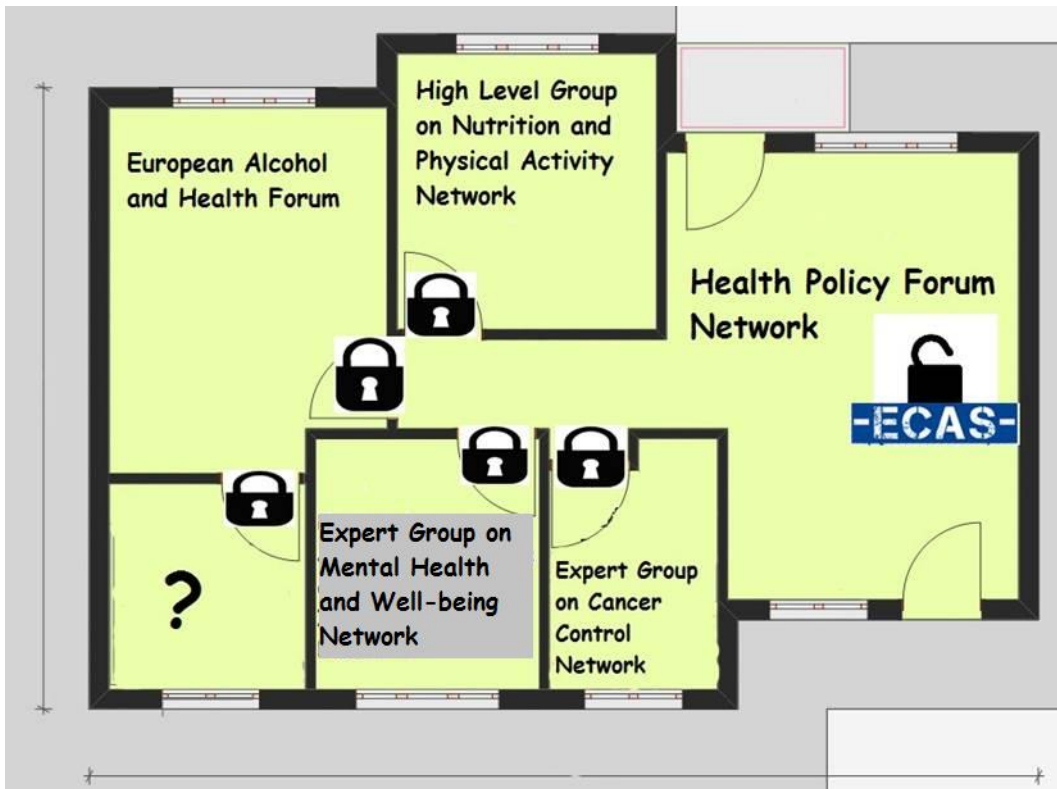 High Level Group
on Nutrition and
Physical Activity
Network
European Alcohol
and Health Forum
Health Policy Forum
Network
-ECAS-
?
Expert Group on
Mental Health
and Well-being
Network
Expert Group
on Cancer
Control
Network